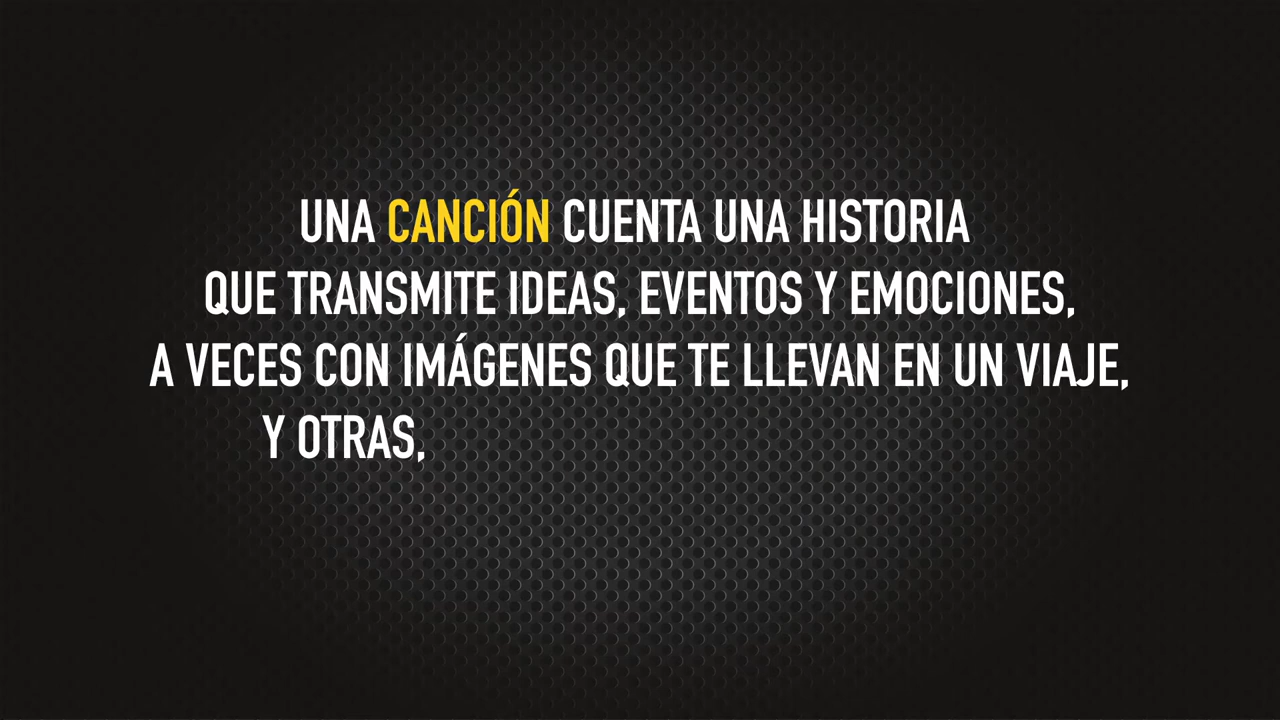 UNA CANCIÓN CUENTA UNA HISTORIA
QUE TRANSMITE IDEAS, EVENTOS Y EMOCIONES,
A VECES CON IMÁGENES QUE TE LLEVAN EN UN VIAJE,
Y OTRAS,